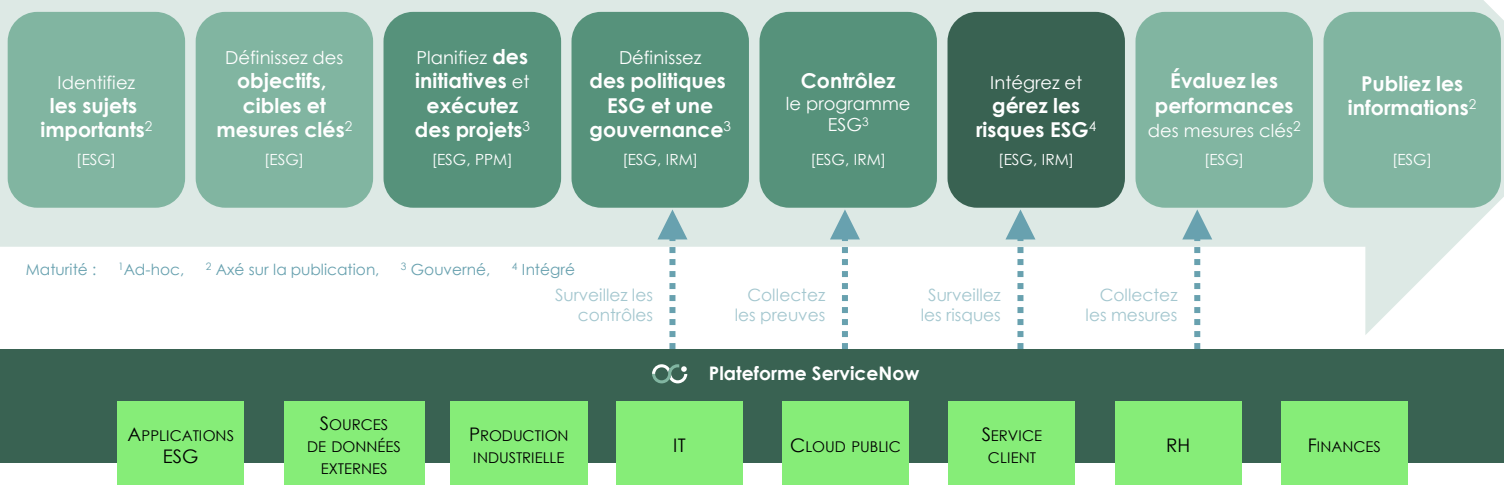 Identifiez
les sujets
importants²
[ESG]
Définissez des
objectifs,
cibles et
mesures clés²
[ESG]
Planifiez des
initiatives et
exécutez
des projets³
[ESG, PPM]
Définissez
des politiques
ESG et une
gouvernance³
[ESG, IRM]
Contrôlez
le programme
ESG³
[ESG, IRM]
Intégrez et
gérez les
risques ESG⁴
[ESG, IRM]
Évaluez les
performances
des mesures clés²
[ESG]
Publiez les
informations²
[ESG]
Maturité : ¹Ad-hoc, ² Axé sur la publication, ³ Gouverné, ⁴ Intégré
Surveillez les
contrôles
Collectez
les preuves
Surveillez
les risques
Collectez
les mesures
Plateforme ServiceNow
APPLICATIONS
ESG
SOURCES
DE DONNÉES
EXTERNES
PRODUCTION
INDUSTRIELLE
IT
CLOUD PUBLIC
SERVICE
CLIENT
RH
FINANCES